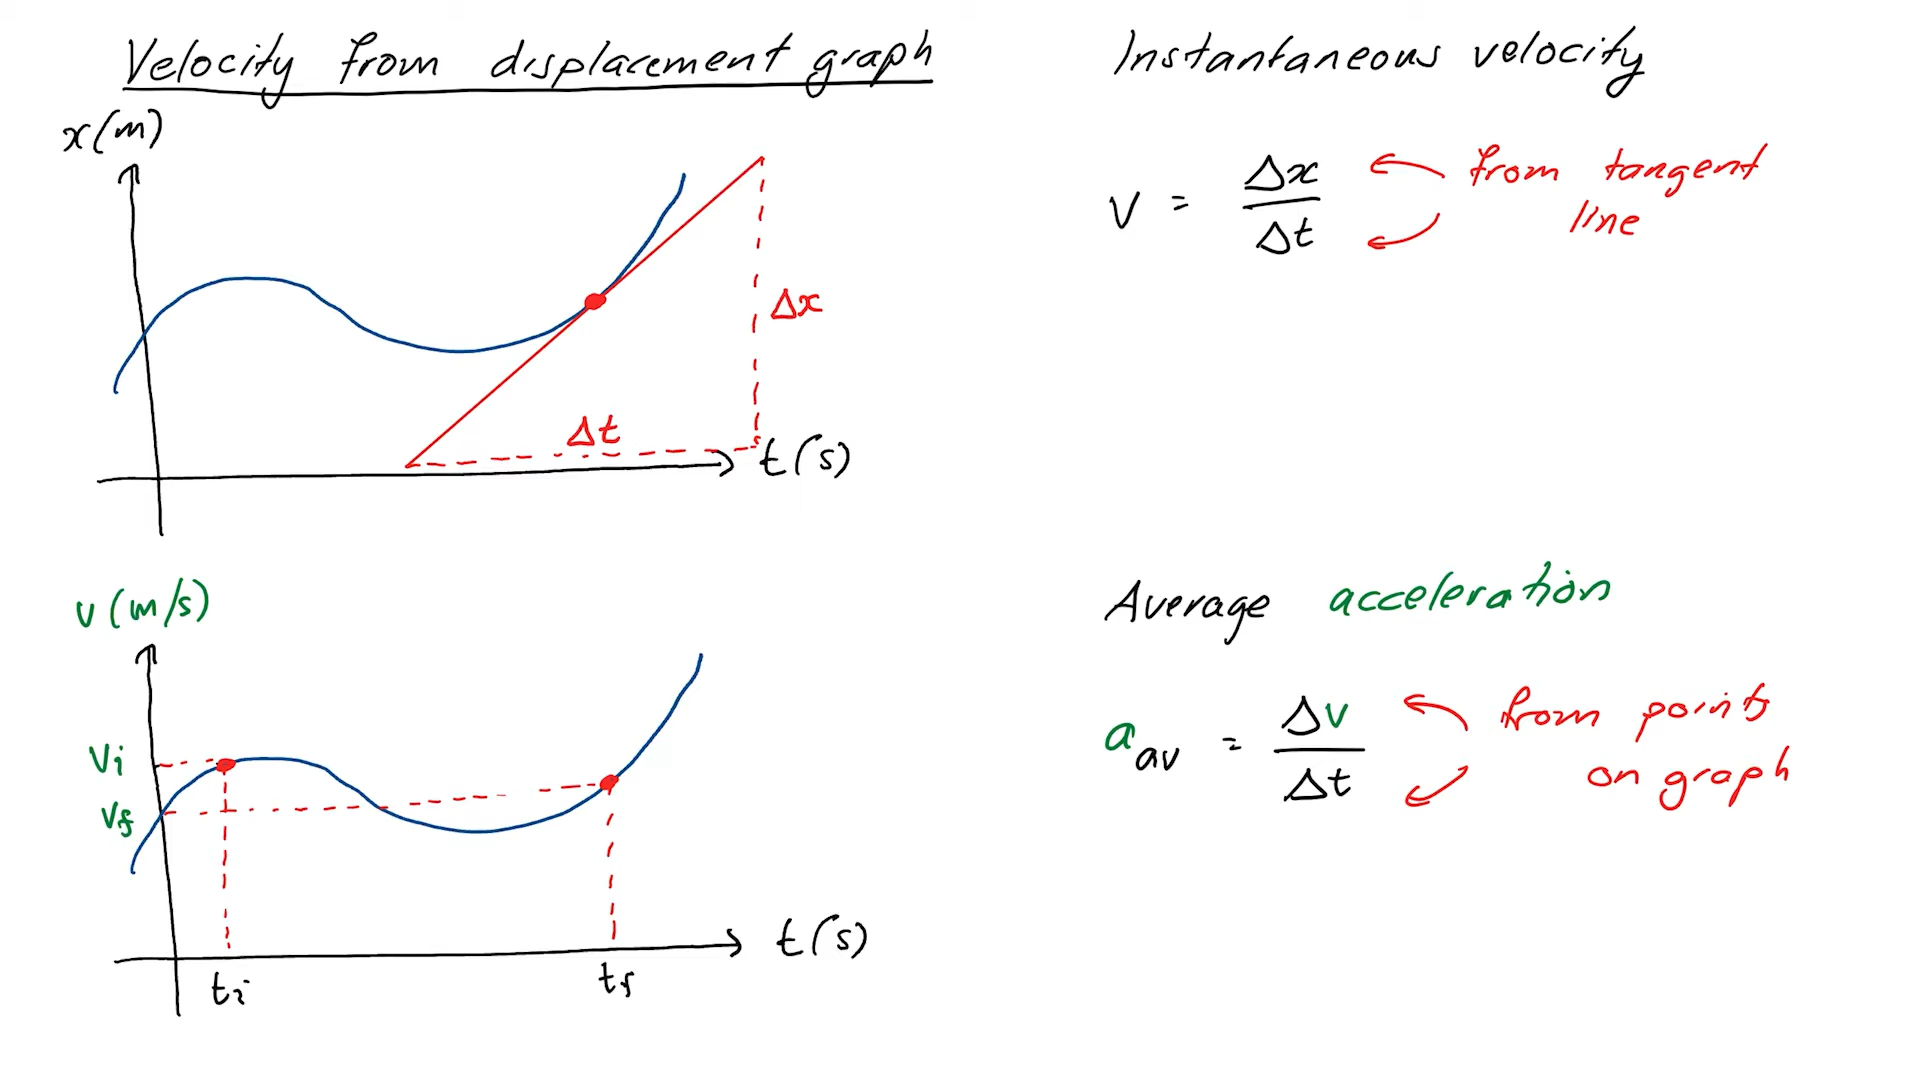 Velocity from displacement graph
x(m)
Δx
Δt
t(s)
Instantaneous velocity
v = Δx/Δt
from tangent
line
v(m/s)
vi
vf
ti
tf
t(s)
Average acceleration
aav = Δv/Δt
from points
on graph